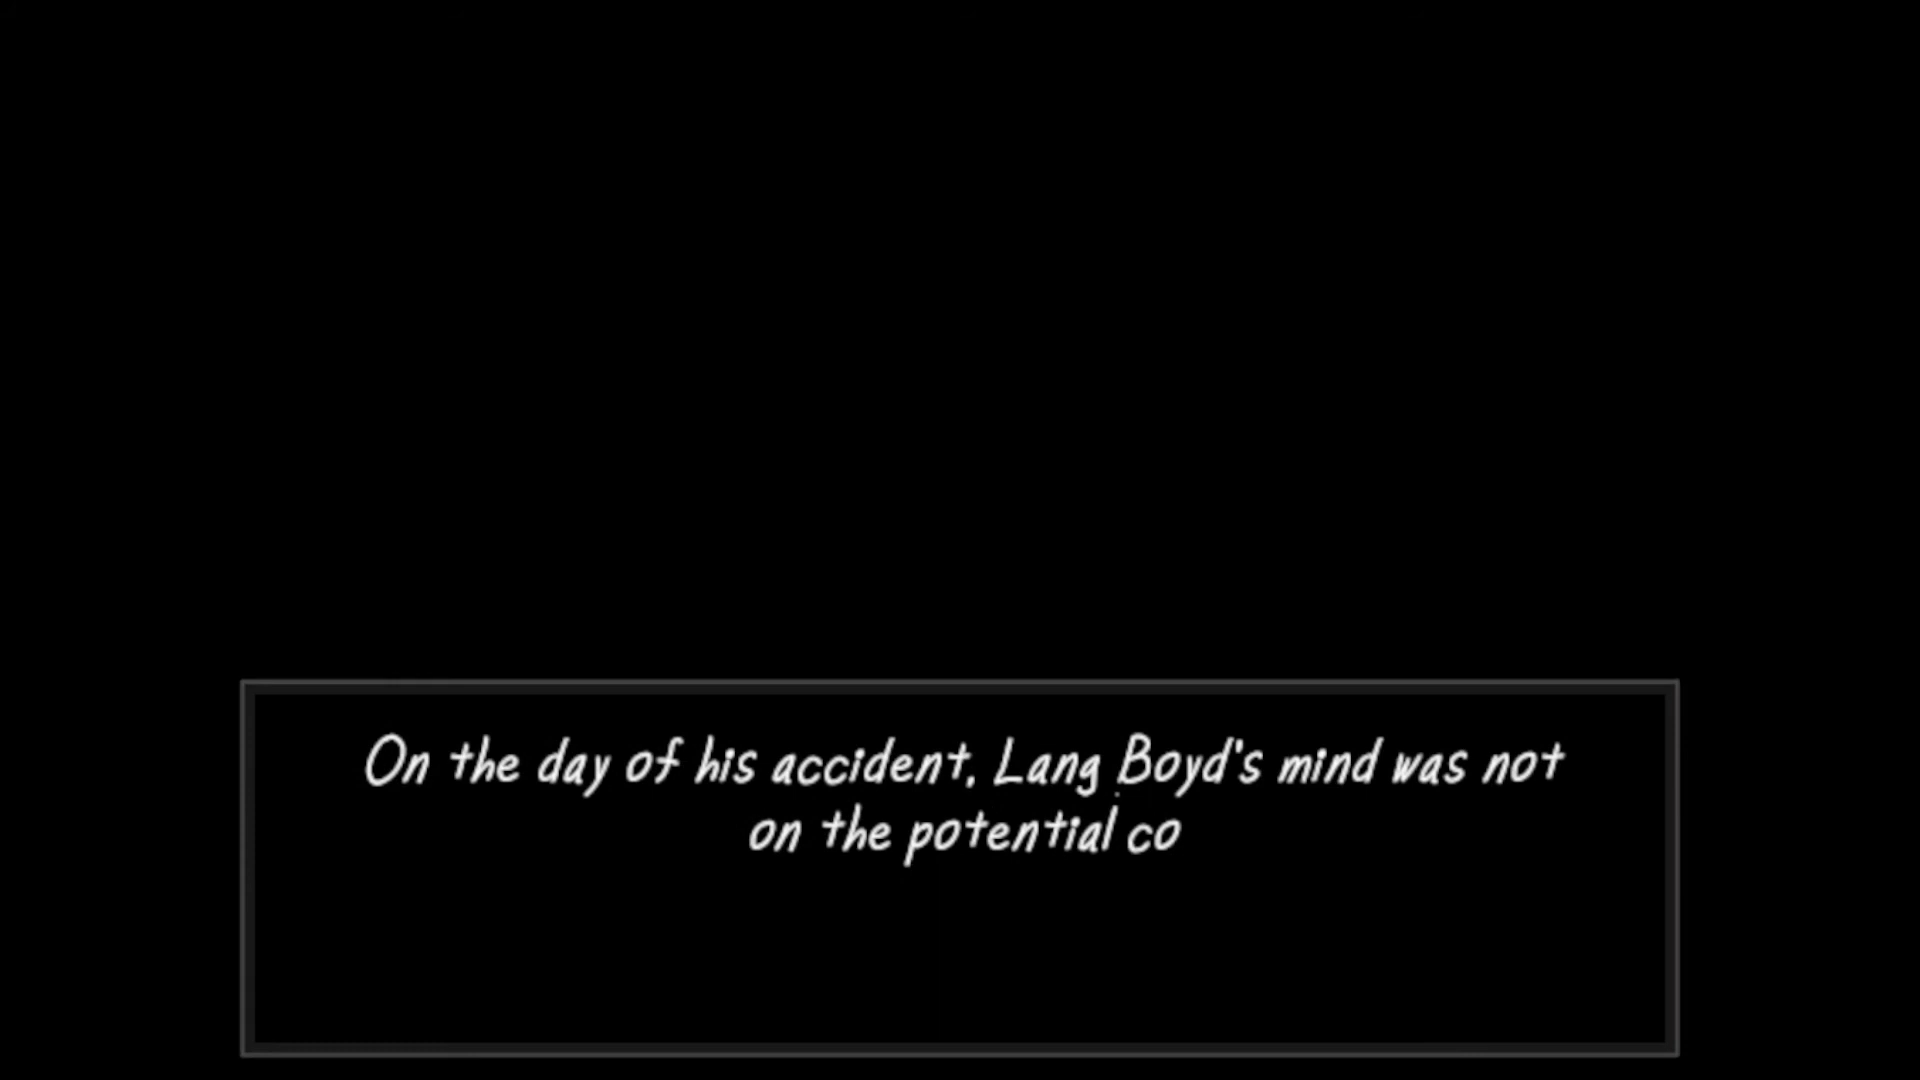 On the day of his accident, Lang Boyd's mind was not
on the potential co